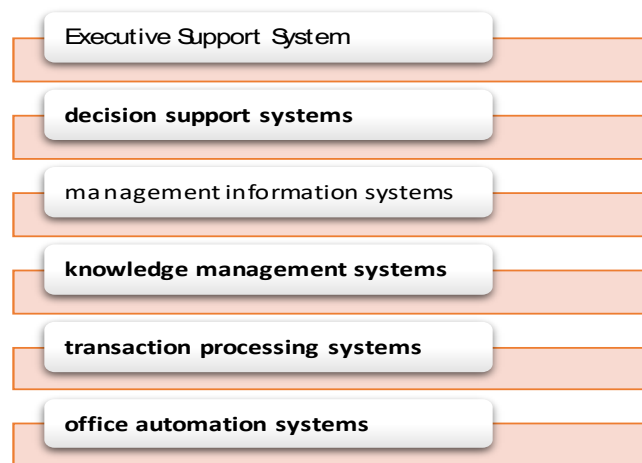 Executive Support System
decision support systems
management information systems
knowledge management systems
transaction processing systems
office automation systems